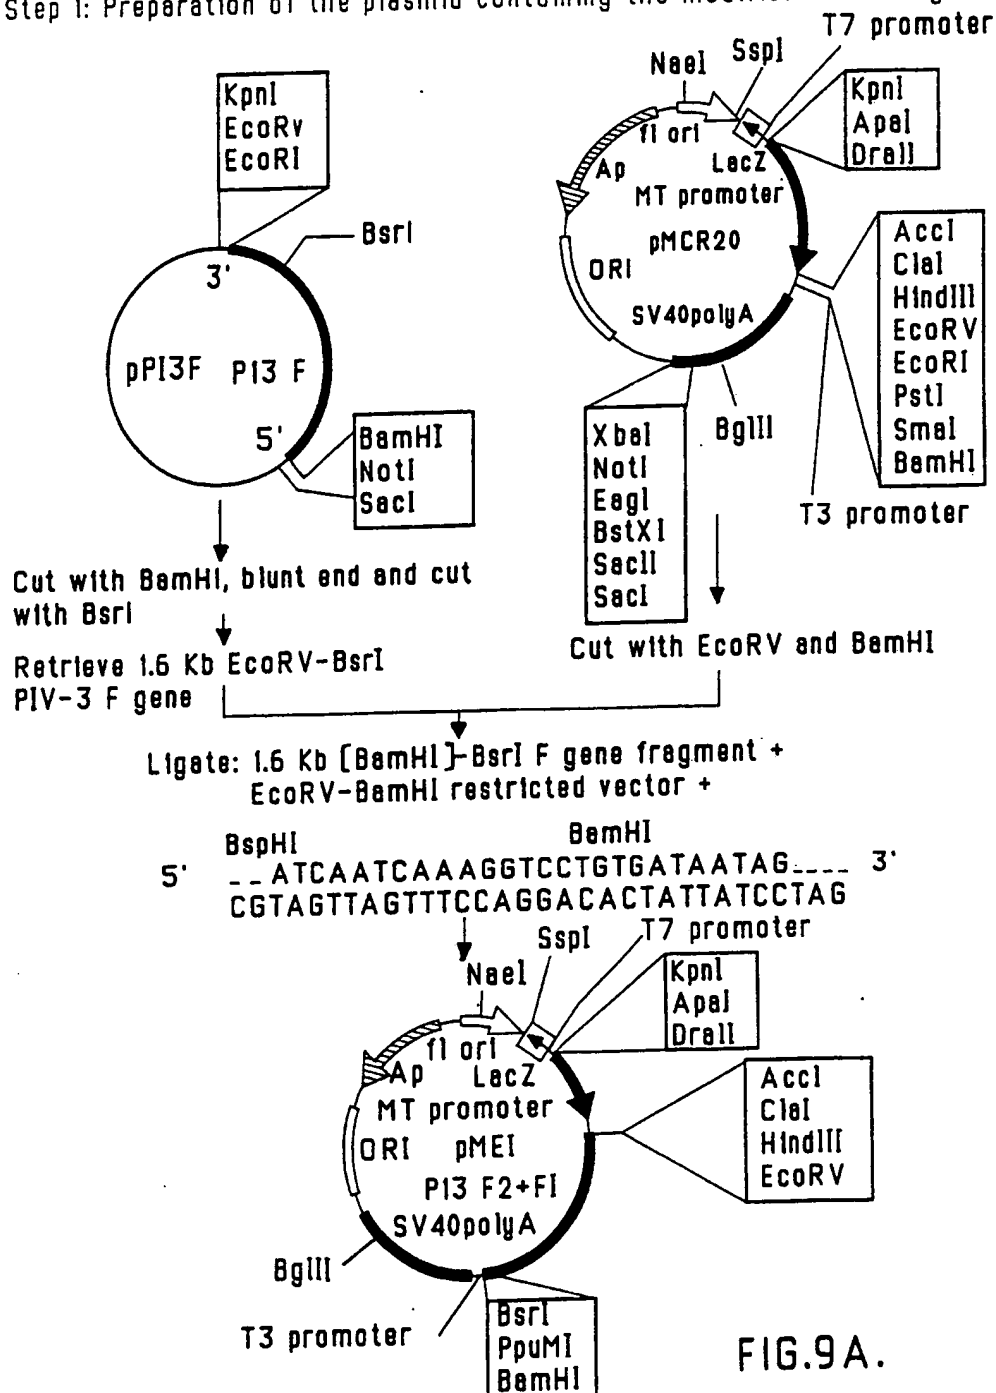 Step 1: Preparation of the plasmid containing the
T7 promoter
SspI
NaeI
KpnI
EcoRv
EcoRI
KpnI
ApaI
DraII
f1 ori
LacZ
Ap
MT promoter
pMCR20
ORI
SV40polyA
BsrI
3'
pPI3F
P13 F
5'
BamHI
NotI
SacI
AccI
ClaI
HindIII
EcoRV
EcoRI
PstI
SmaI
BamHI
BglII
T3 promoter
XbaI
NotI
EagI
BstXI
SacII
SacI
Cut with BamHI, blunt end and cut
with BsrI
Retrieve 1.6 Kb EcoRV-BsrI
PIV-3 F gene
Cut with EcoRV and BamHI
Ligate: 1.6 Kb [BamHI]-BsrI F gene fragment +
EcoRV-BamHI restricted vector +
BspHI
BamHI
5' _ _ ATCAATCAAAGGTCCTGTGATAATAG_ _ _ _ 3'
CGTAGTTAGTTTCCAGGACACTATTATCCTAG
SspI
T7 promoter
NaeI
KpnI
ApaI
DraII
f1 ori
Ap
LacZ
MT promoter
ORI
pMEI
P13 F2+FI
SV40polyA
AccI
ClaI
HindIII
EcoRV
BglII
T3 promoter
BsrI
PpuMI
BamHI
FIG.9A.